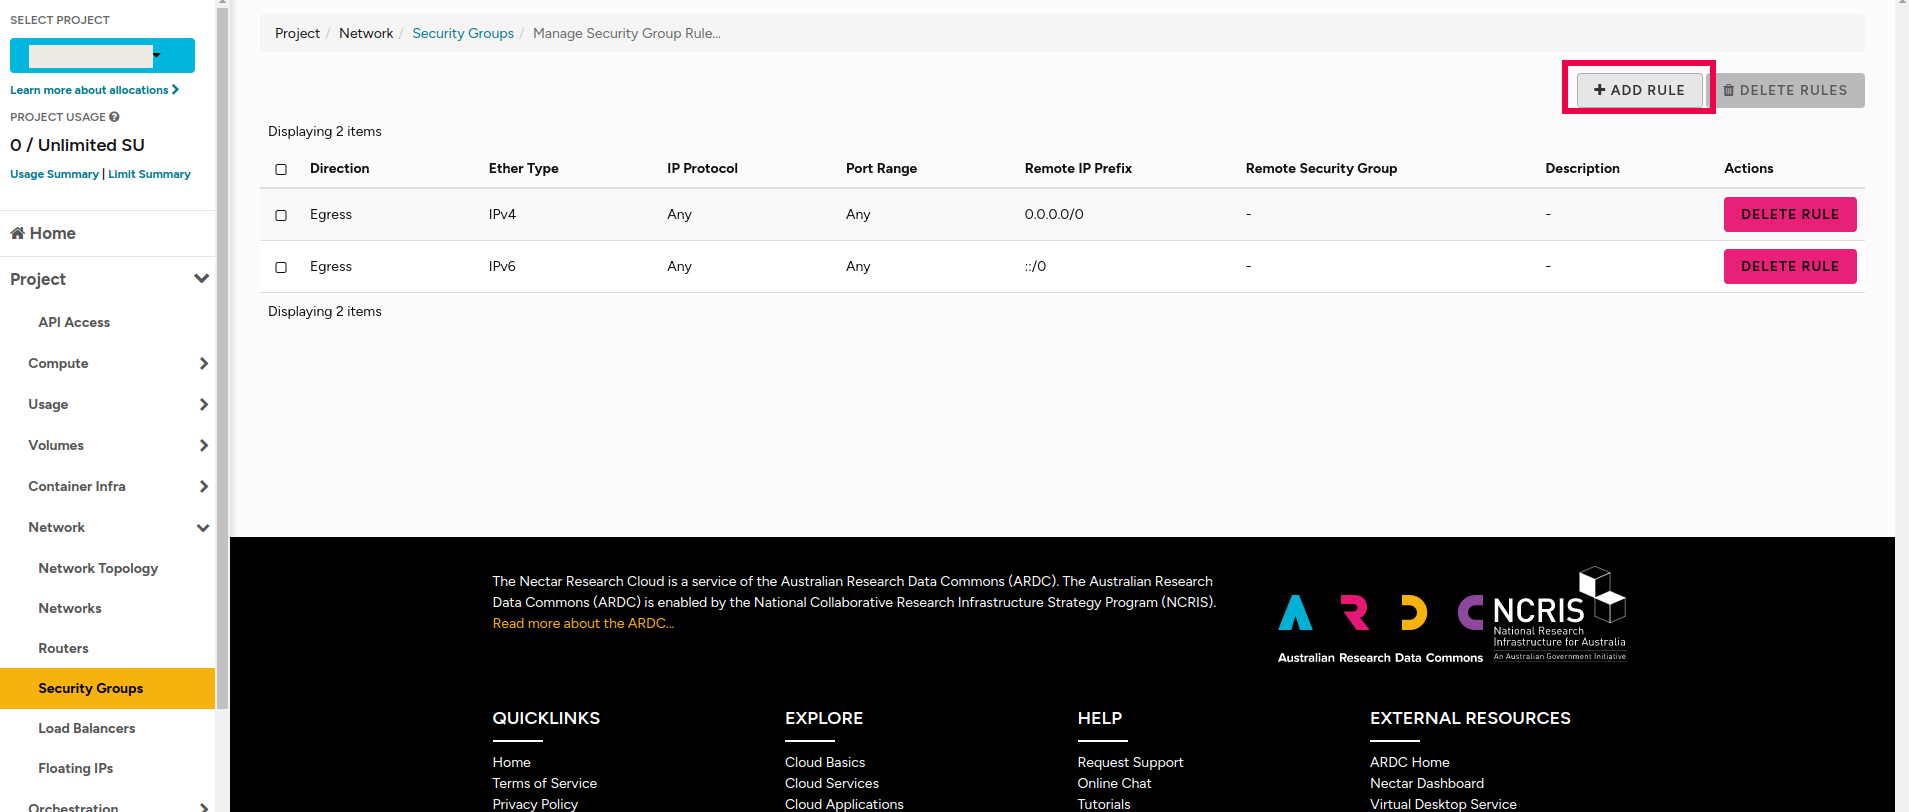 SELECT PROJECT
Learn more about allocations
PROJECT USAGE
0 / Unlimited SU
Usage Summary | Limit Summary
Home
Project
API Access
Compute
Usage
Volumes
Container Infra
Network
Network Topology
Networks
Routers
Security Groups
Load Balancers
Floating IPs
Orchestration
Project / Network / Security Groups / Manage Security Group Rule...
ADD RULE DELETE RULES
Displaying 2 items
Direction Ether Type IP Protocol Port Range Remote IP Prefix Remote Security Group Description Actions
Egress IPv4 Any Any 0.0.0.0/0 - - DELETE RULE
Egress IPv6 Any Any ::/0 - - DELETE RULE
Displaying 2 items
The Nectar Research Cloud is a service of the Australian Research Data Commons (ARDC). The Australian Research
Data Commons (ARDC) is enabled by the National Collaborative Research Infrastructure Strategy Program (NCRIS).
Read more about the ARDC...
ARDC
Australian Research Data Commons
NCRIS
National Research
Infrastructure for Australia
An Australian Government Initiative
QUICKLINKS
Home
Terms of Service
Privacy Policy
EXPLORE
Cloud Basics
Cloud Services
Cloud Applications
HELP
Request Support
Online Chat
Tutorials
EXTERNAL RESOURCES
ARDC Home
Nectar Dashboard
Virtual Desktop Service